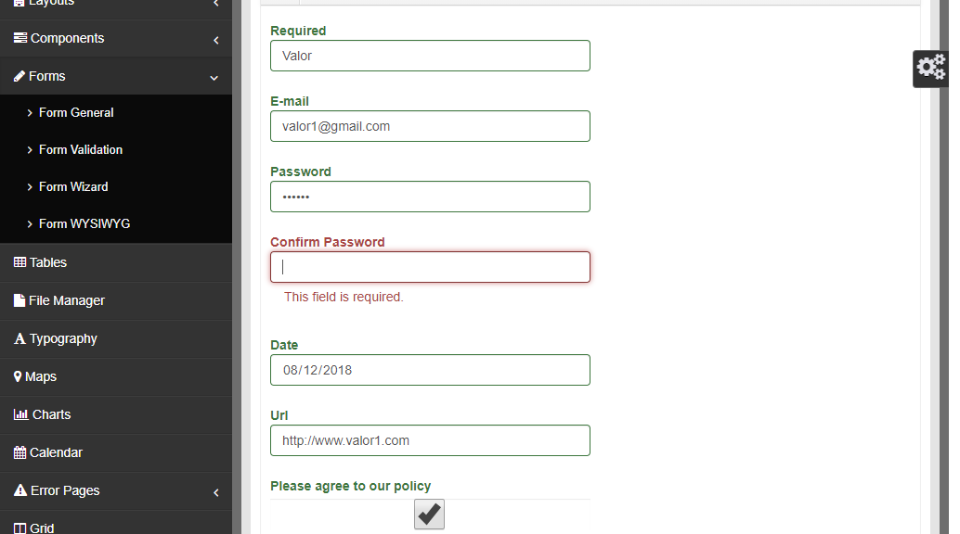 Layouts
Components
Forms
Form General
Form Validation
Form Wizard
Form WYSIWYG
Tables
File Manager
Typography
Maps
Charts
Calendar
Error Pages
Grid
Required
Valor
E-mail
valor1@gmail.com
Password
••••••
Confirm Password
This field is required.
Date
08/12/2018
Url
http://www.valor1.com
Please agree to our policy